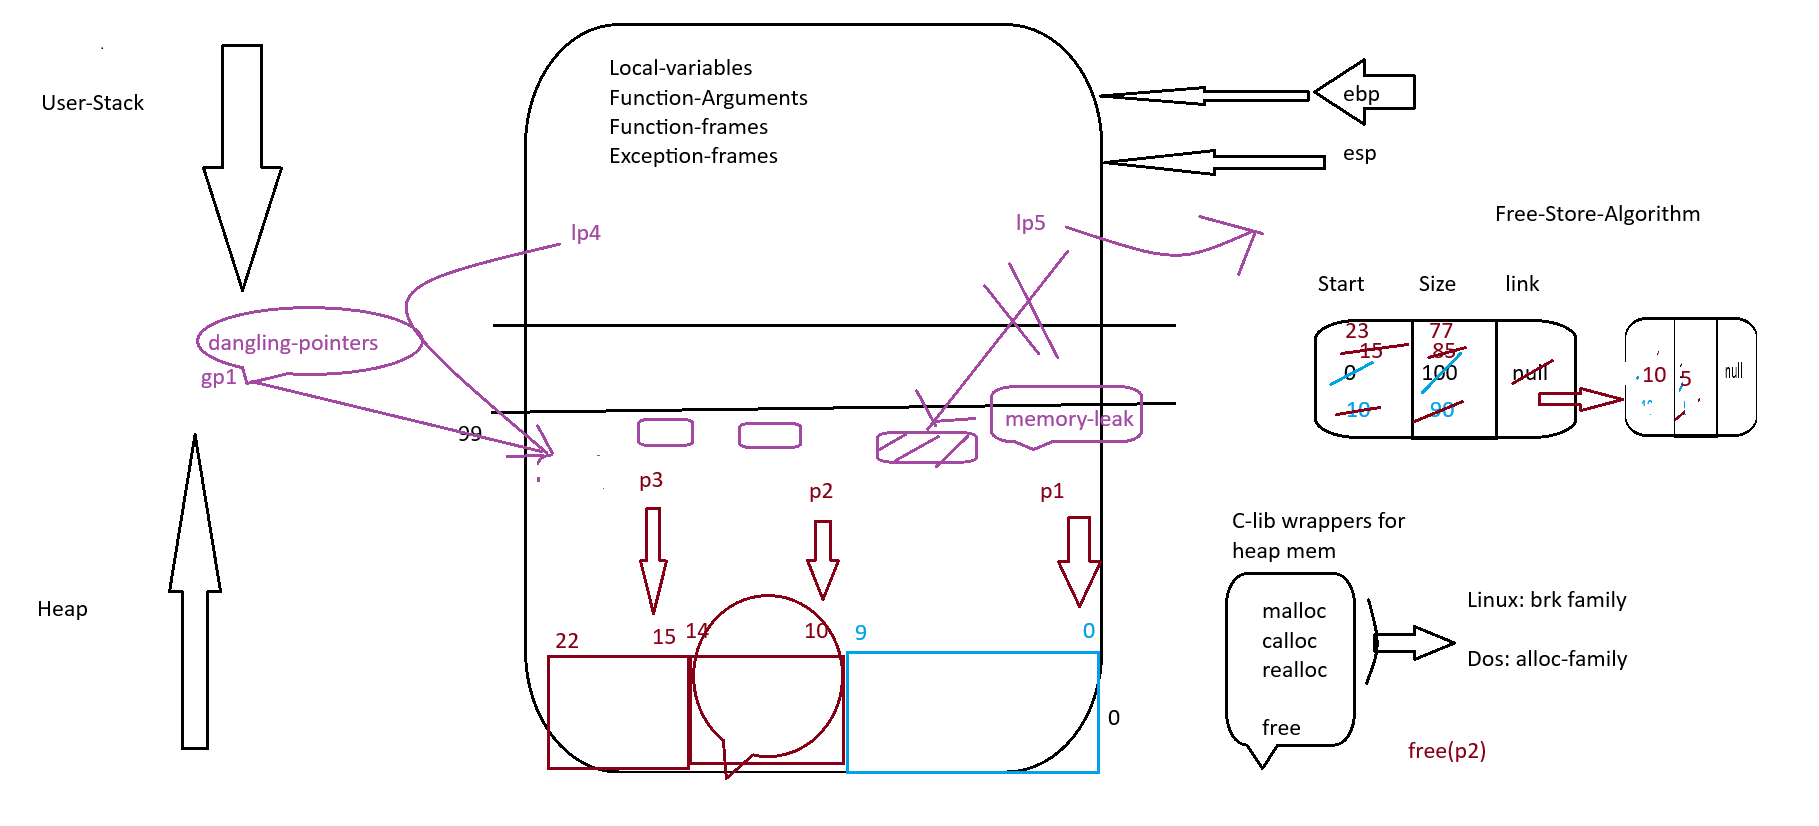 User-Stack
Local-variables
Function-Arguments
Function-frames
Exception-frames
ebp
esp
lp4
lp5
Free-Store-Algorithm
Start Size link
dangling-pointers
gp1
23 77
15 85
0 100 null
10 90
10 5 null
99
memory-leak
p3
p2
p1
22 15 14 10 9 0
0
Heap
C-lib wrappers for
heap mem
malloc
calloc
realloc
free
Linux: brk family
Dos: alloc-family
free(p2)